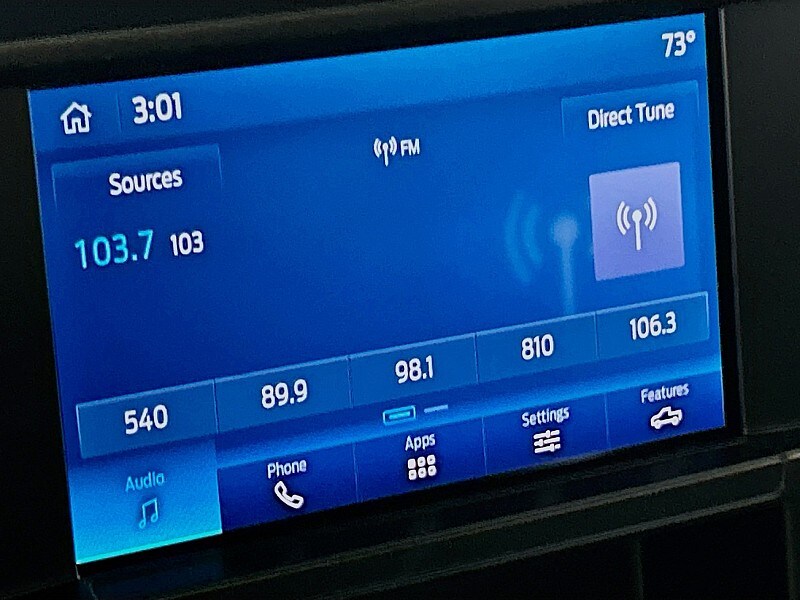 3:01
73°
FM
Direct Tune
Sources
103.7 103
540 89.9 98.1 810 106.3
Audio Phone Apps Settings Features